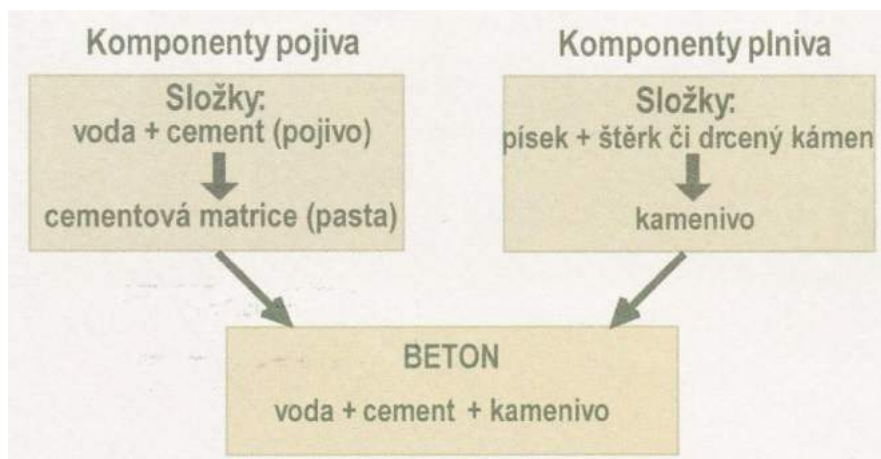 Komponenty pojiva
Složky:
voda + cement (pojivo)
cementová matrice (pasta)
Komponenty plniva
Složky:
písek + štěrk či drcený kámen
kamenivo
BETON
voda + cement + kamenivo